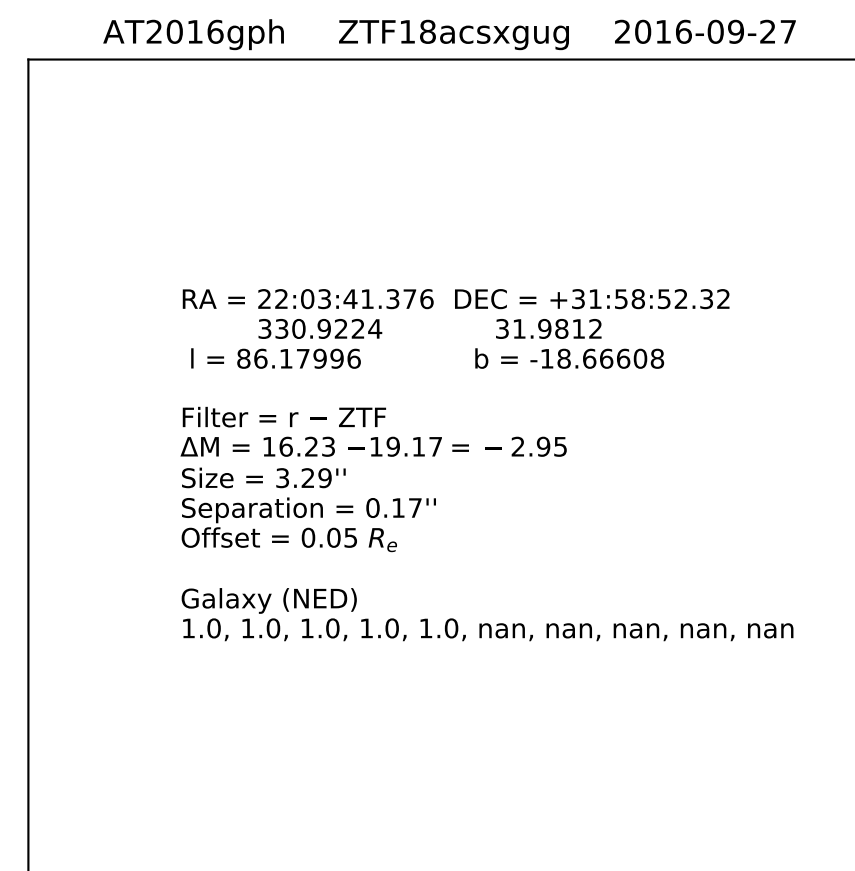 AT2016gph ZTF18acsxgug 2016-09-27
RA = 22:03:41.376 DEC = +31:58:52.32
330.9224 31.9812
l = 86.17996 b = -18.66608
Filter = r − ZTF
ΔM = 16.23 −19.17 = − 2.95
Size = 3.29''
Separation = 0.17''
Offset = 0.05 Re
Galaxy (NED)
1.0, 1.0, 1.0, 1.0, 1.0, nan, nan, nan, nan, nan